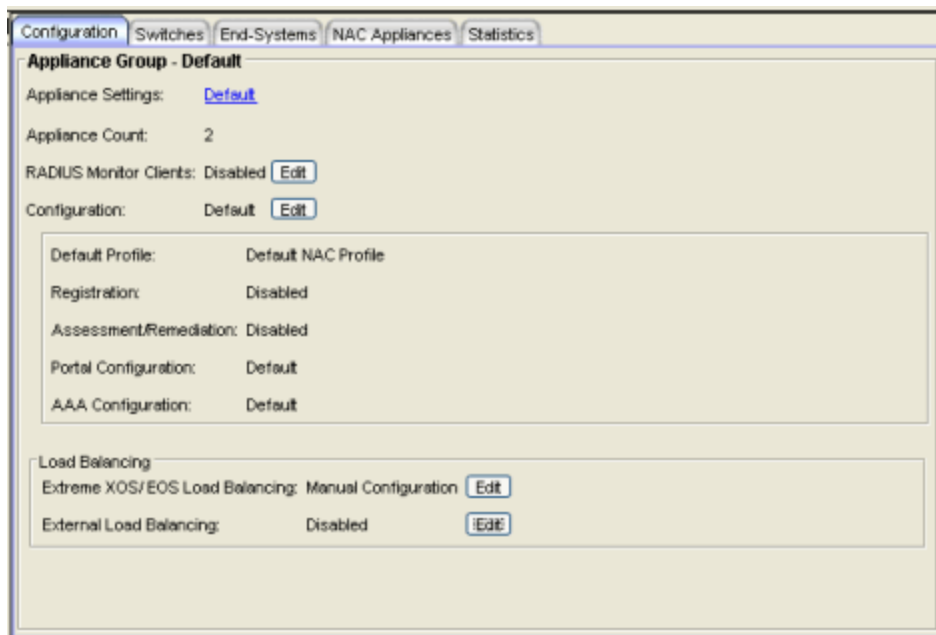 Configuration Switches End-Systems NAC Appliances Statistics
Appliance Group - Default
Appliance Settings: Default
Appliance Count: 2
RADIUS Monitor Clients: Disabled Edit
Configuration: Default Edit
Default Profile: Default NAC Profile
Registration: Disabled
Assessment/Remediation: Disabled
Portal Configuration: Default
AAA Configuration: Default
Load Balancing
Extreme XOS/EOS Load Balancing: Manual Configuration Edit
External Load Balancing: Disabled Edit